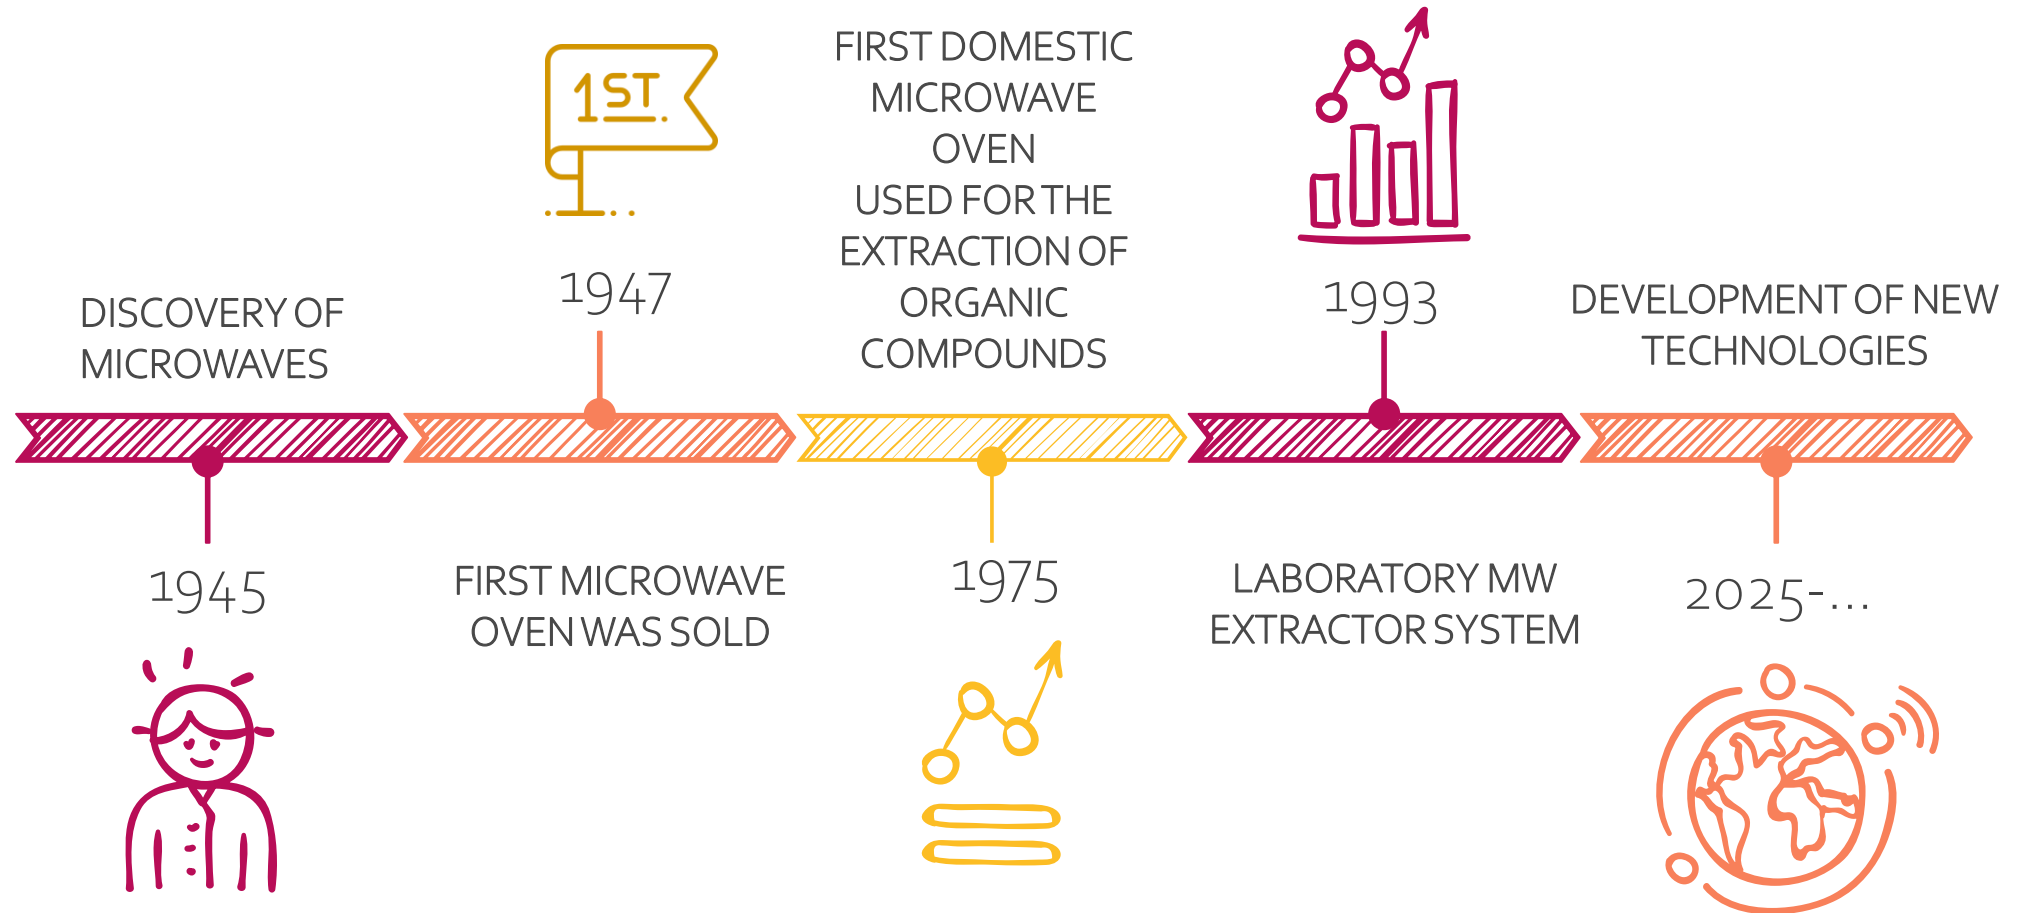 DISCOVERY OF
MICROWAVES
1945
1ST.
1947
FIRST MICROWAVE
OVEN WAS SOLD
FIRST DOMESTIC
MICROWAVE
OVEN
USED FOR THE
EXTRACTION OF
ORGANIC
COMPOUNDS
1975
1993
LABORATORY MW
EXTRACTOR SYSTEM
DEVELOPMENT OF NEW
TECHNOLOGIES
2025-...